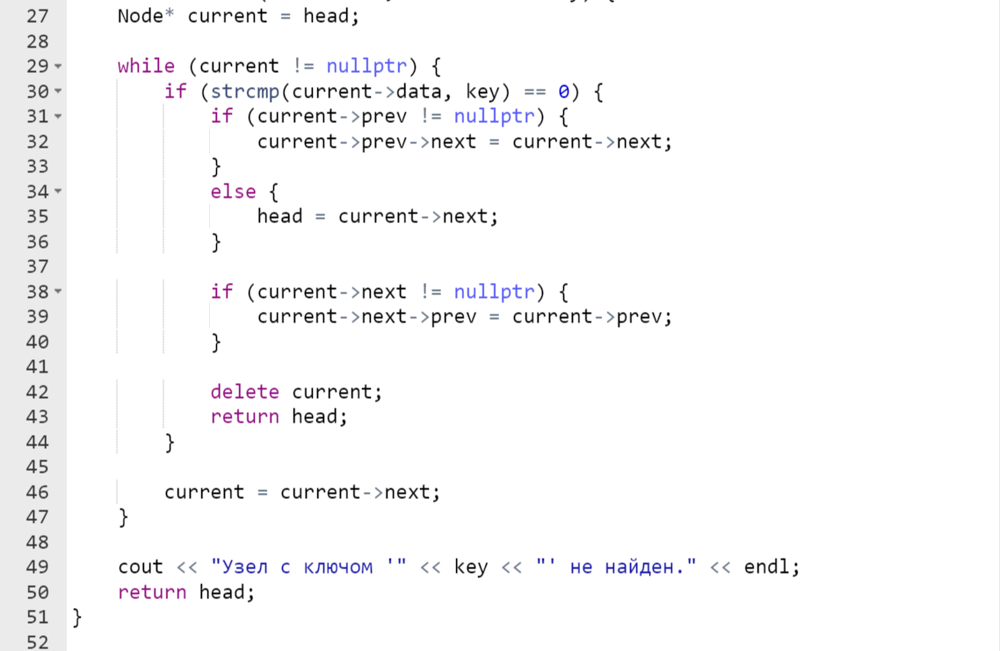 27 Node* current = head;
28
29 while (current != nullptr) {
30 if (strcmp(current->data, key) == 0) {
31 if (current->prev != nullptr) {
32 current->prev->next = current->next;
33 }
34 else {
35 head = current->next;
36 }
37
38 if (current->next != nullptr) {
39 current->next->prev = current->prev;
40 }
41
42 delete current;
43 return head;
44 }
45
46 current = current->next;
47 }
48
49 cout << "Узел с ключом '" << key << "' не найден." << endl;
50 return head;
51 }
52